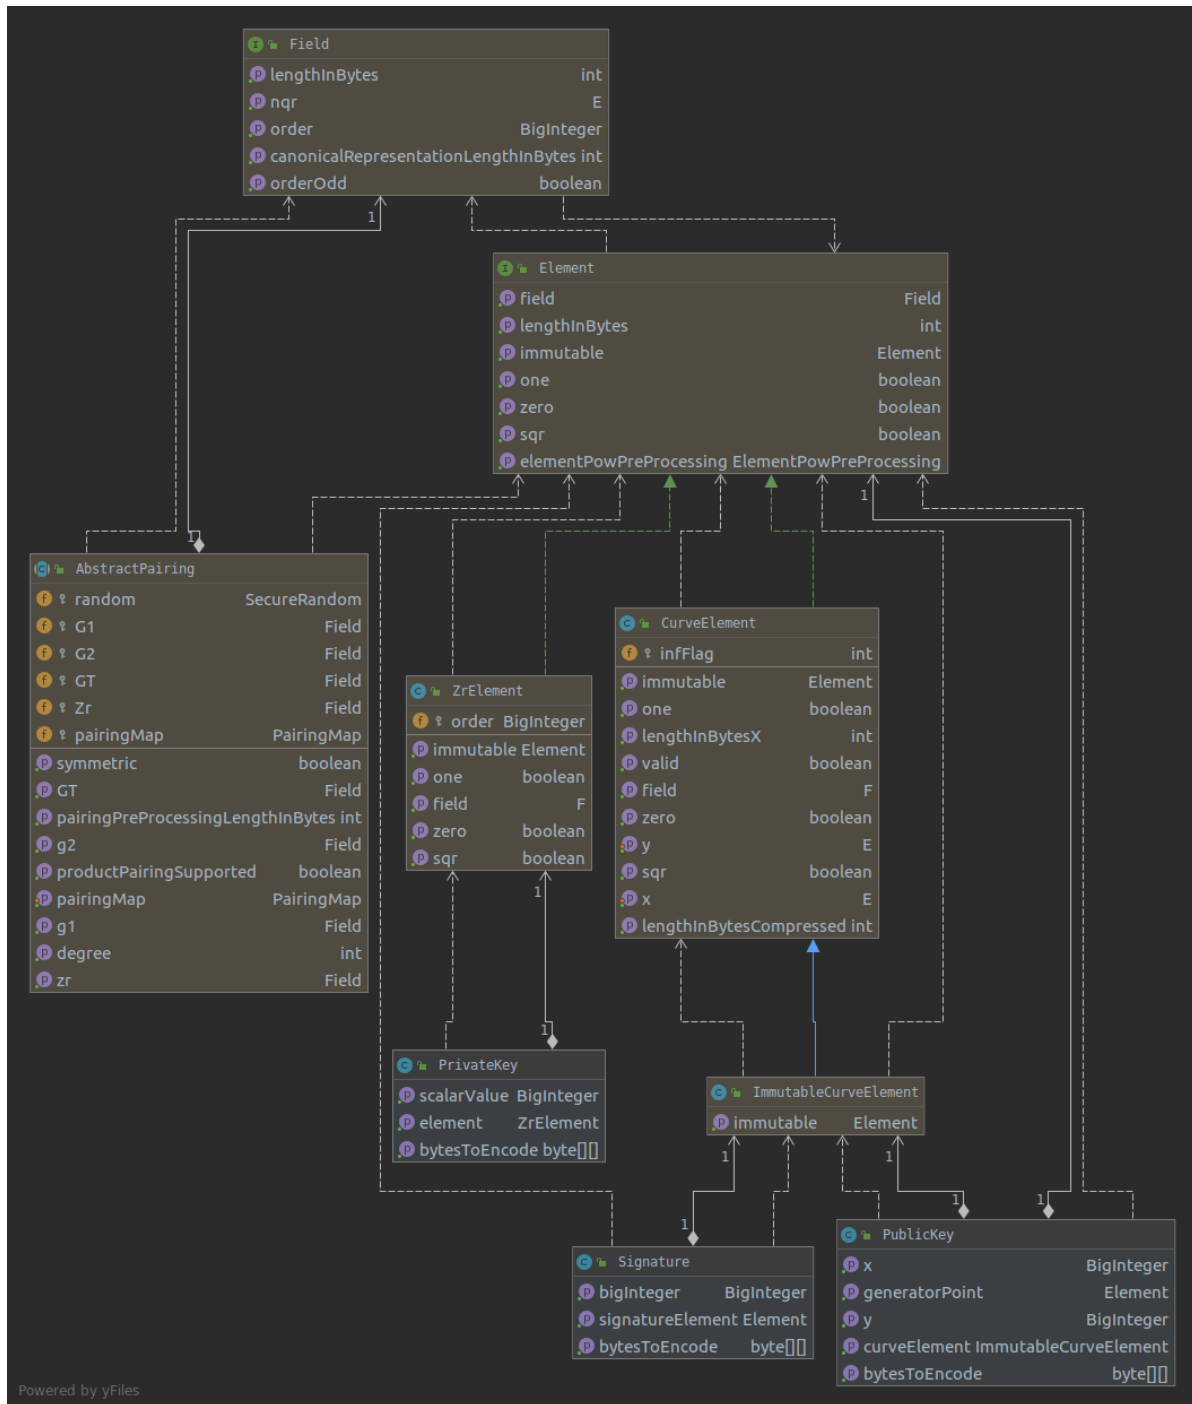 Field
lengthInBytes int
nqr E
order BigInteger
canonicalRepresentationLengthInBytes int
orderOdd boolean
1
Element
field Field
lengthInBytes int
immutable Element
one boolean
zero boolean
sqr boolean
elementPowPreProcessing ElementPowPreProcessing
1
1
AbstractPairing
random SecureRandom
G1 Field
G2 Field
GT Field
Zr Field
pairingMap PairingMap
symmetric boolean
GT Field
pairingPreProcessingLengthInBytes int
g2 Field
productPairingSupported boolean
pairingMap PairingMap
g1 Field
degree int
zr Field
CurveElement
infFlag int
immutable Element
one boolean
lengthInBytesX int
valid boolean
field F
zero boolean
y E
sqr boolean
x E
lengthInBytesCompressed int
ZrElement
order BigInteger
immutable Element
one boolean
field F
zero boolean
sqr boolean
1
1
PrivateKey
scalarValue BigInteger
element ZrElement
bytesToEncode byte[][]
ImmutableCurveElement
immutable Element
1
1
1
1
1
Signature
bigInteger BigInteger
signatureElement Element
bytesToEncode byte[][]
PublicKey
x BigInteger
generatorPoint Element
y BigInteger
curveElement ImmutableCurveElement
bytesToEncode byte[][]
Powered by yFiles